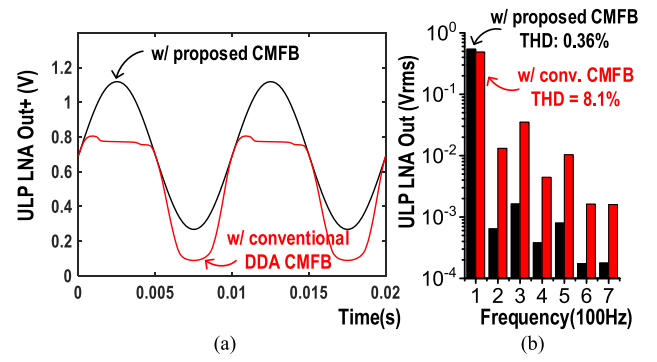 (a)
ULP LNA Out+ (V)
1.2
1
0.8
0.6
0.4
0.2
0
w/ proposed CMFB
w/ conventional
DDA CMFB
0
0.005
0.01
0.015
0.02
Time(s)
(a)
(b)
ULP LNA Out (Vrms)
10^0
10^-1
10^-2
10^-3
10^-4
w/ proposed CMFB
THD: 0.36%
w/ conv. CMFB
THD = 8.1%
1 2 3 4 5 6 7
Frequency(100Hz)
(b)